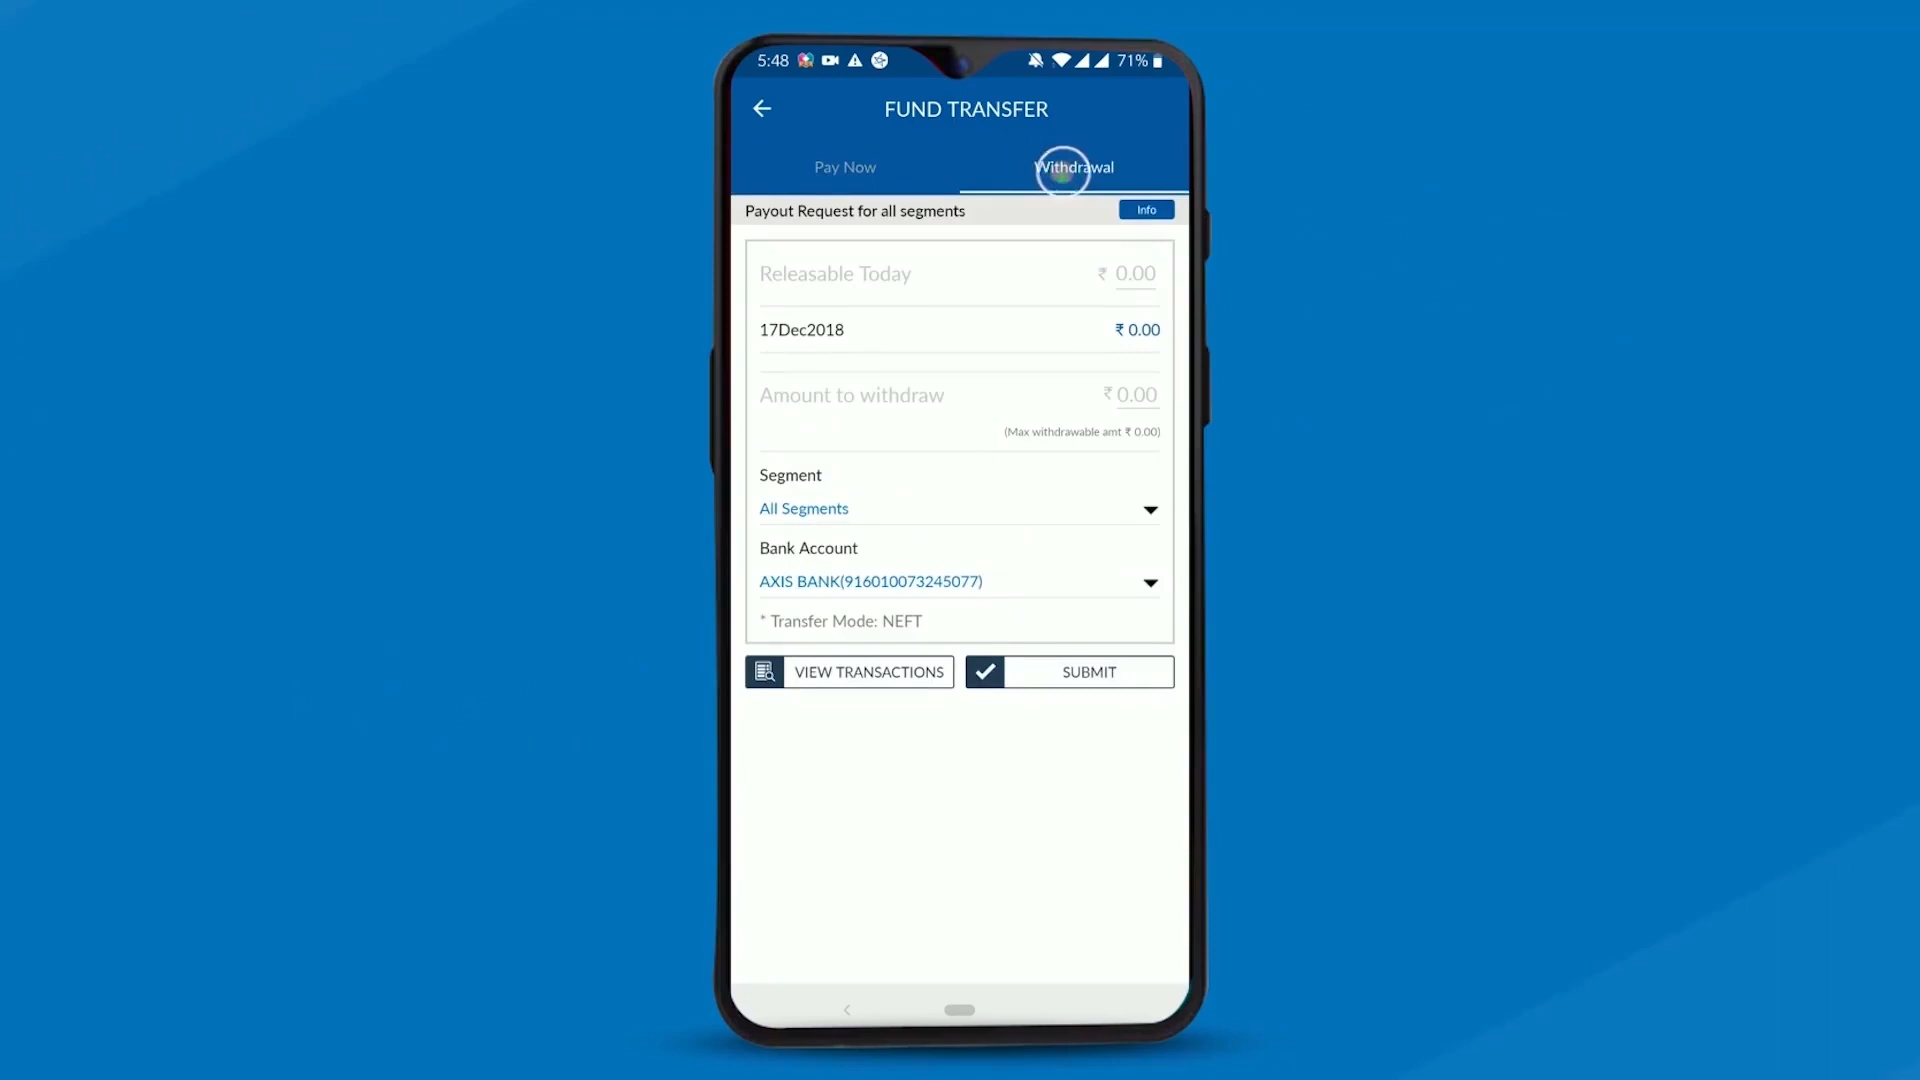 5:48 71%
FUND TRANSFER
Pay Now Withdrawal
Payout Request for all segments Info
Releasable Today ₹ 0.00
17Dec2018 ₹ 0.00
Amount to withdraw ₹ 0.00
(Max withdrawable amt ₹ 0.00)
Segment
All Segments
Bank Account
AXIS BANK(916010073245077)
* Transfer Mode: NEFT
VIEW TRANSACTIONS SUBMIT